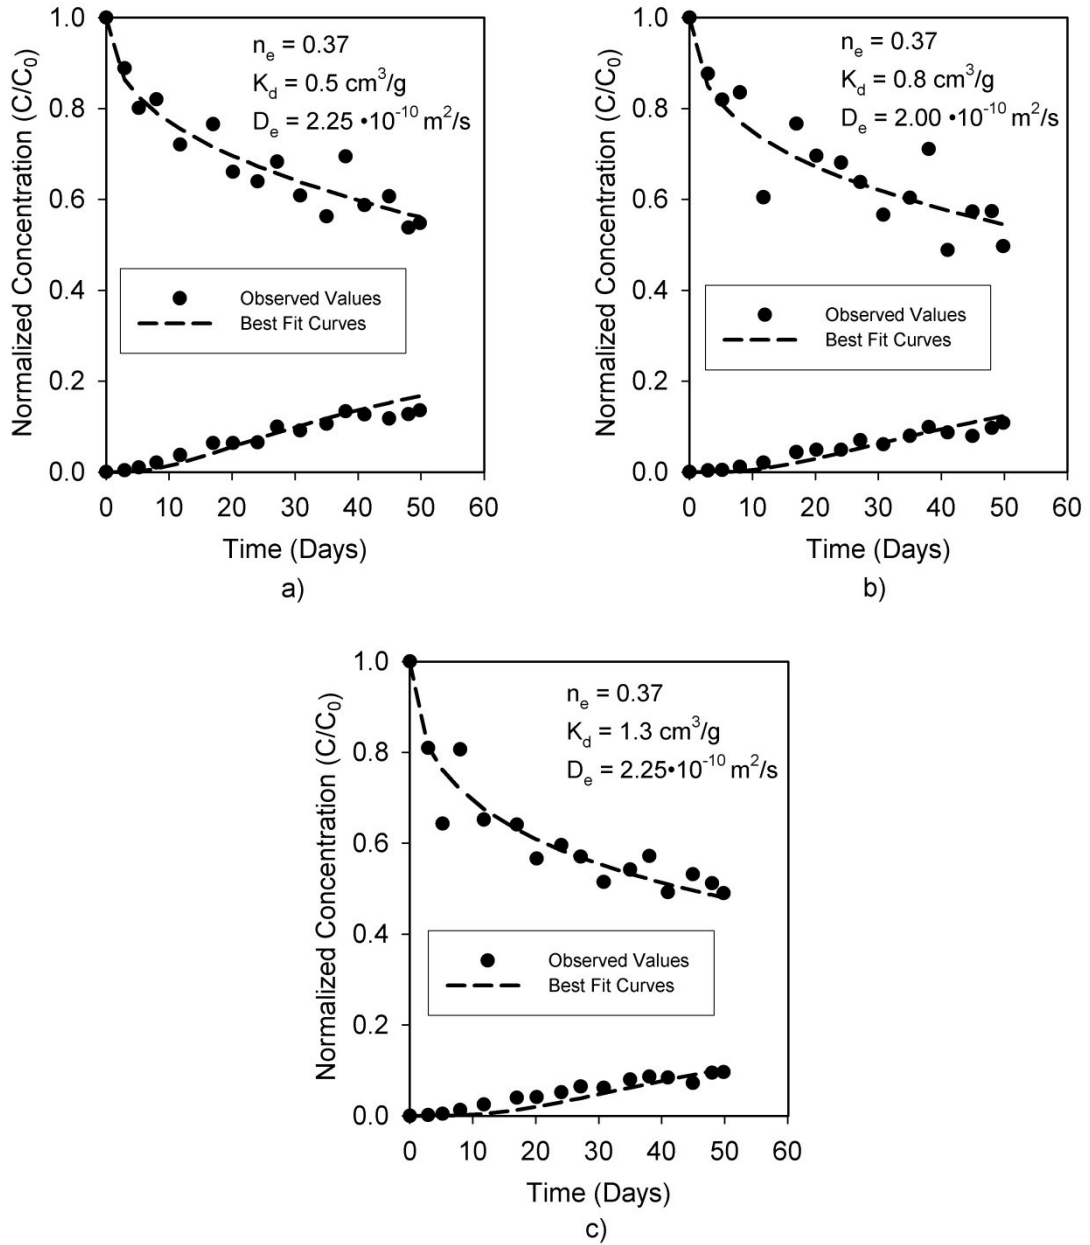 Normalized Concentration (C/C₀)
1.0
0.8
0.6
0.4
0.2
0.0
nₑ = 0.37
K_d = 0.5 cm³/g
Dₑ = 2.25 •10⁻¹⁰ m²/s
Observed Values
Best Fit Curves
0 10 20 30 40 50 60
Time (Days)
a)
Normalized Concentration (C/C₀)
1.0
0.8
0.6
0.4
0.2
0.0
nₑ = 0.37
K_d = 0.8 cm³/g
Dₑ = 2.00 •10⁻¹⁰ m²/s
Observed Values
Best Fit Curves
0 10 20 30 40 50 60
Time (Days)
b)
Normalized Concentration (C/C₀)
1.0
0.8
0.6
0.4
0.2
0.0
nₑ = 0.37
K_d = 1.3 cm³/g
Dₑ = 2.25•10⁻¹⁰ m²/s
Observed Values
Best Fit Curves
0 10 20 30 40 50 60
Time (Days)
c)